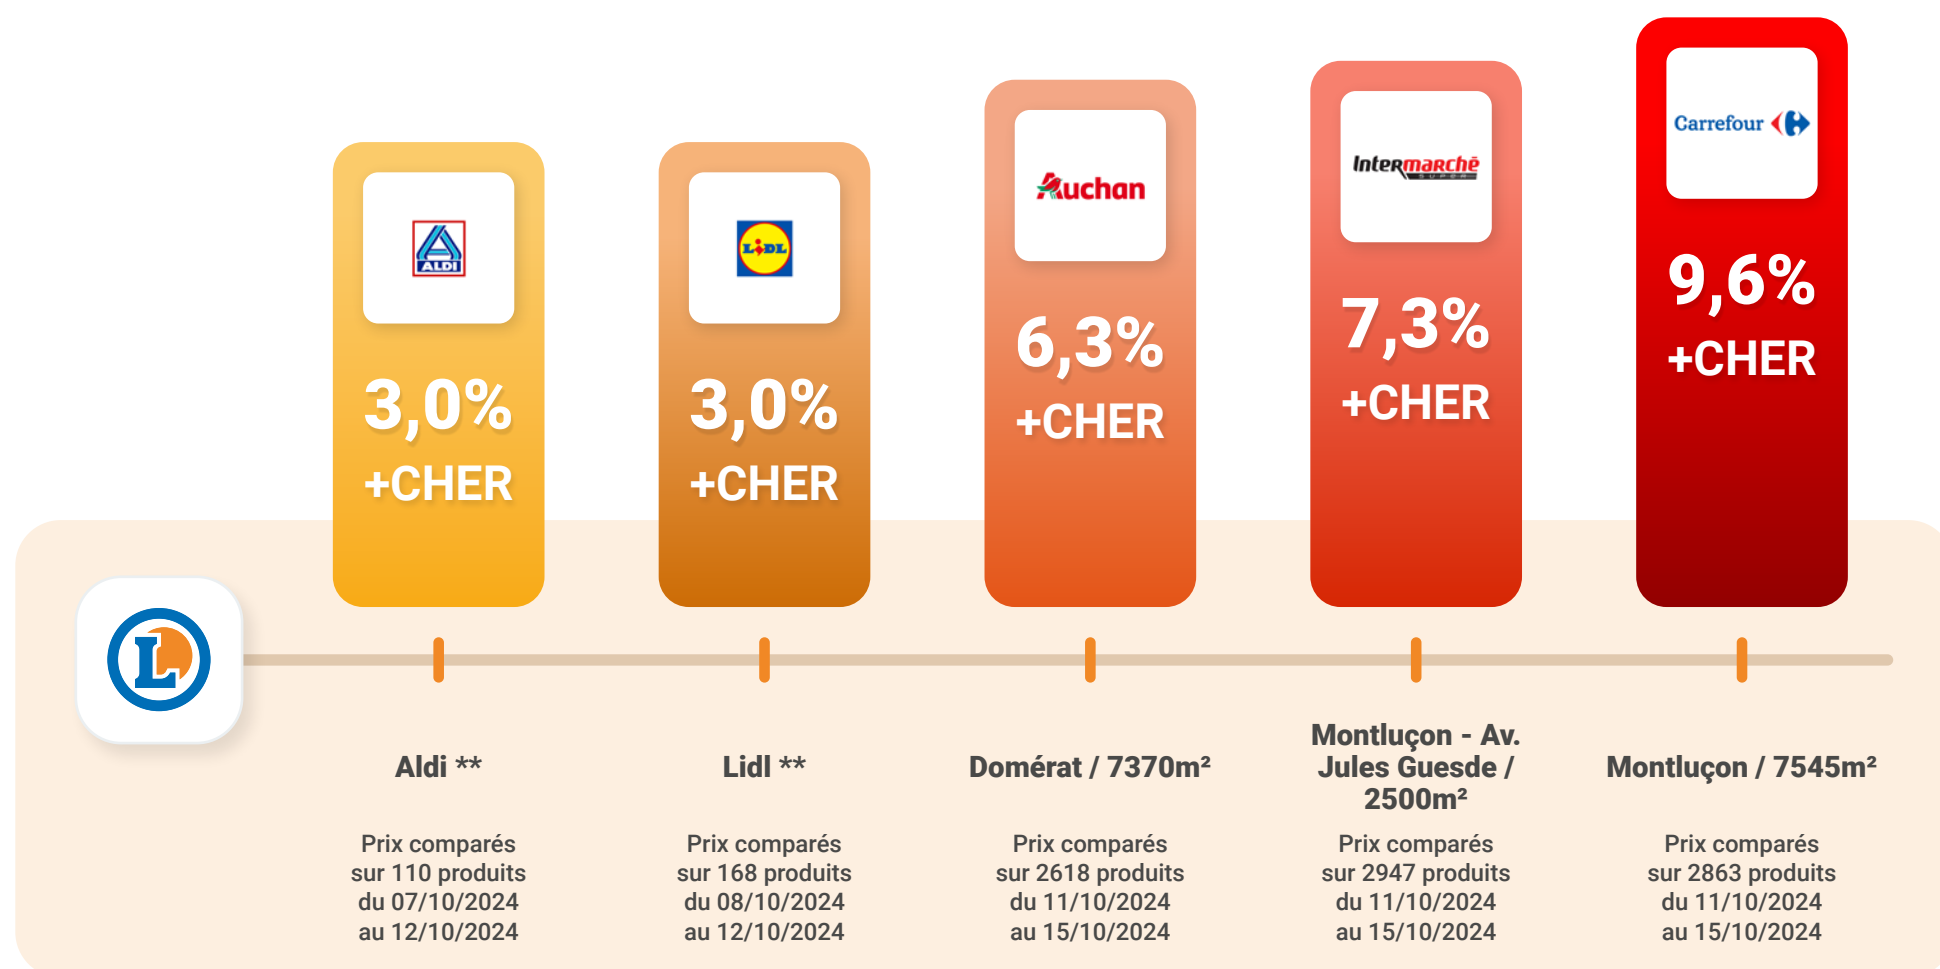 ALDI
3,0%
+CHER
LIDL
3,0%
+CHER
Auchan
6,3%
+CHER
Intermarchē
SUPER
7,3%
+CHER
Carrefour
9,6%
+CHER
L
Aldi **
Prix comparés
sur 110 produits
du 07/10/2024
au 12/10/2024
Lidl **
Prix comparés
sur 168 produits
du 08/10/2024
au 12/10/2024
Domérat / 7370m²
Prix comparés
sur 2618 produits
du 11/10/2024
au 15/10/2024
Montluçon - Av.
Jules Guesde /
2500m²
Prix comparés
sur 2947 produits
du 11/10/2024
au 15/10/2024
Montluçon / 7545m²
Prix comparés
sur 2863 produits
du 11/10/2024
au 15/10/2024